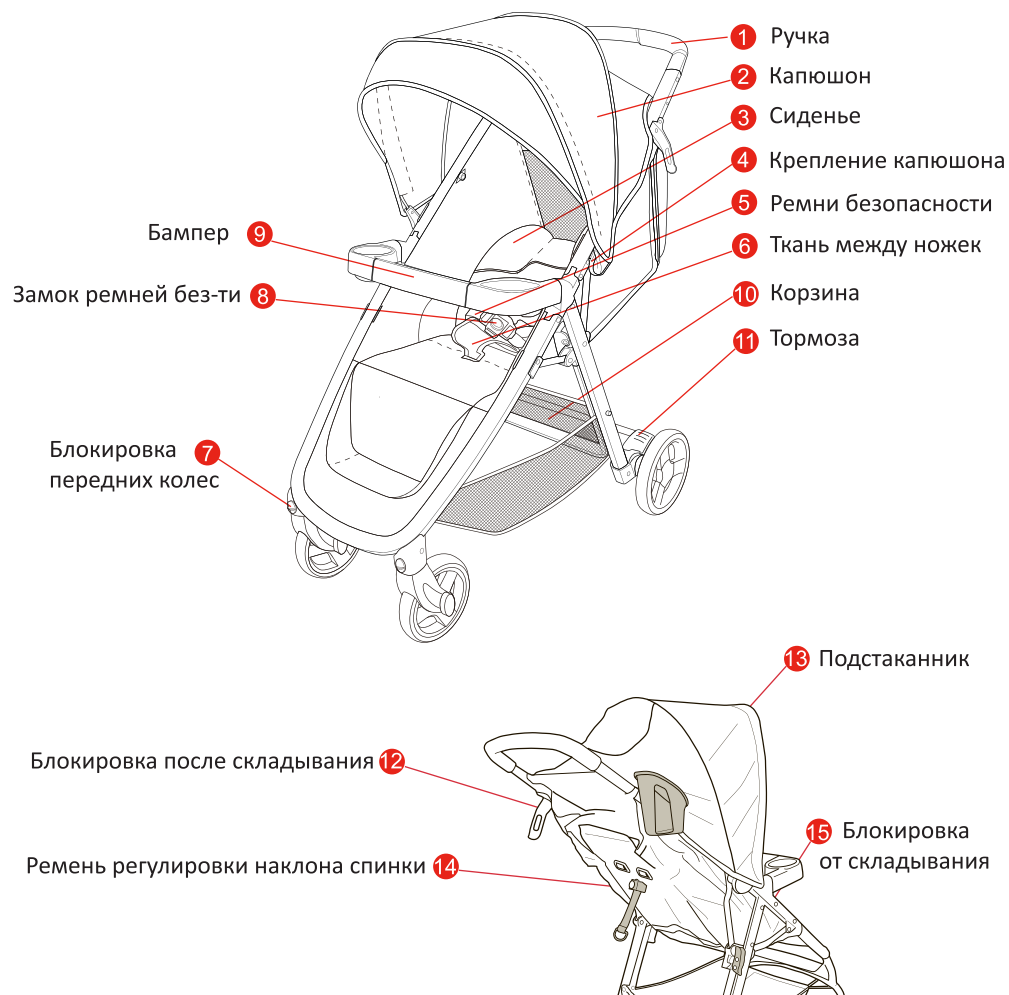 1 Ручка
2 Капюшон
3 Сиденье
4 Крепление капюшона
5 Ремни безопасности
6 Ткань между ножек
Бампер 9
Замок ремней без-ти 8
10 Корзина
11 Тормоза
Блокировка 7
передних колес
13 Подстаканник
Блокировка после складывания 12
15 Блокировка
от складывания
Ремень регулировки наклона спинки 14